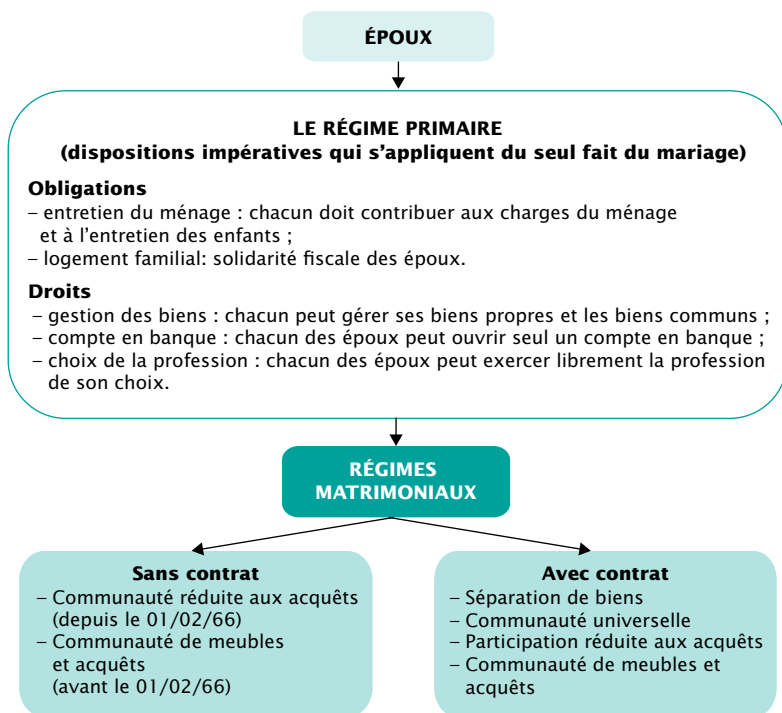 ÉPOUX
LE RÉGIME PRIMAIRE
(dispositions impératives qui s’appliquent du seul fait du mariage)
Obligations
– entretien du ménage : chacun doit contribuer aux charges du ménage
et à l’entretien des enfants ;
– logement familial: solidarité fiscale des époux.
Droits
– gestion des biens : chacun peut gérer ses biens propres et les biens communs ;
– compte en banque : chacun des époux peut ouvrir seul un compte en banque ;
– choix de la profession : chacun des époux peut exercer librement la profession
de son choix.
RÉGIMES
MATRIMONIAUX
Sans contrat
– Communauté réduite aux acquêts
(depuis le 01/02/66)
– Communauté de meubles
et acquêts
(avant le 01/02/66)
Avec contrat
– Séparation de biens
– Communauté universelle
– Participation réduite aux acquêts
– Communauté de meubles et
acquêts